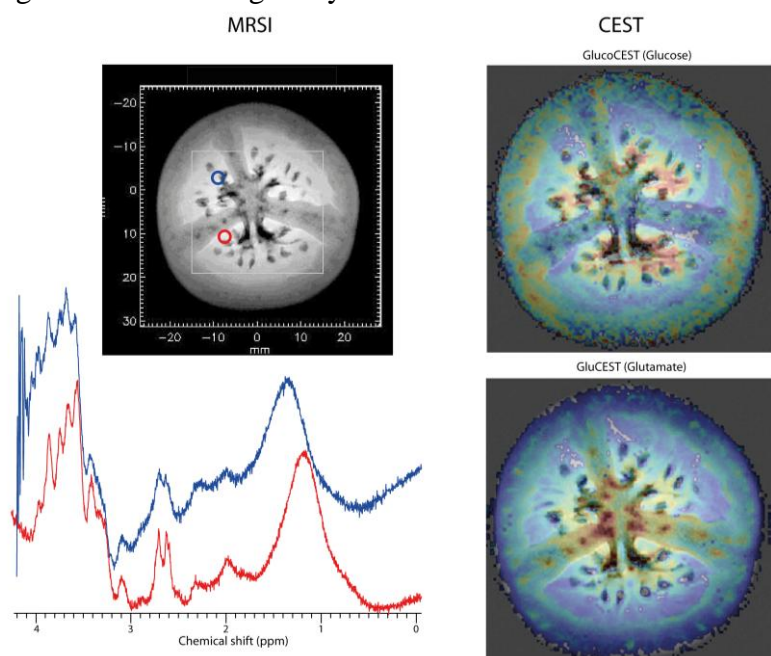 MRSI
CEST
GlucoCEST (Glucose)
−20
−10
0
10
20
30
mm
−20 −10 0 10 20
mm
GluCEST (Glutamate)
4 3 2 1 0
Chemical shift (ppm)